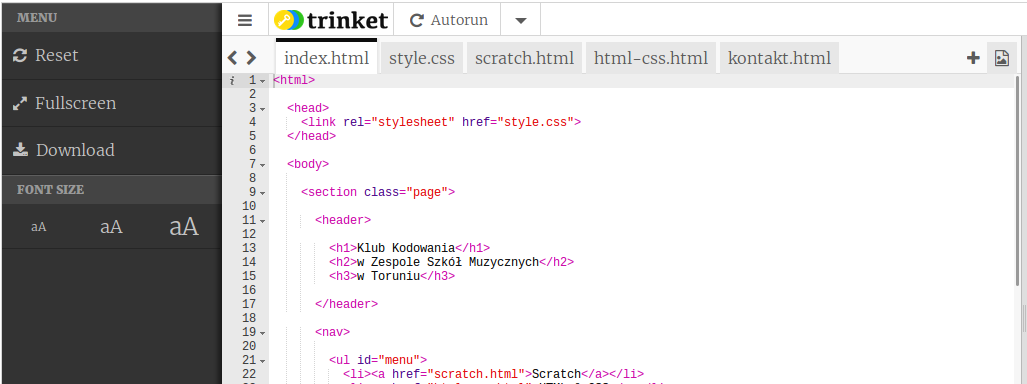 MENU
Reset
Fullscreen
Download
FONT SIZE
aA aA aA
trinket Autorun
index.html style.css scratch.html html-css.html kontakt.html
i 1 <html>
2
3 <head>
4 <link rel="stylesheet" href="style.css">
5 </head>
6
7 <body>
8
9 <section class="page">
10
11 <header>
12
13 <h1>Klub Kodowania</h1>
14 <h2>w Zespole Szkół Muzycznych</h2>
15 <h3>w Toruniu</h3>
16
17 </header>
18
19 <nav>
20
21 <ul id="menu">
22 <li><a href="scratch.html">Scratch</a></li>